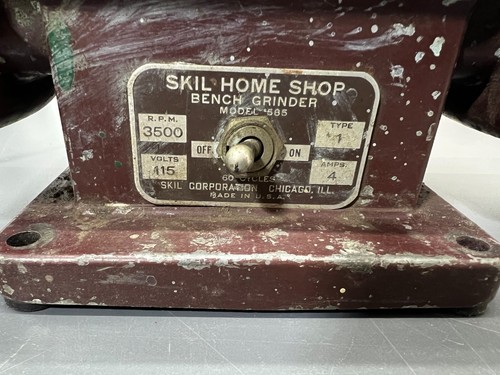 SKIL HOME SHOP
BENCH GRINDER
MODEL 585
R.P.M. 3500
TYPE 1
OFF ON
VOLTS 115
AMPS. 4
60 CYCLES
SKIL CORPORATION CHICAGO, ILL.
MADE IN U.S.A.